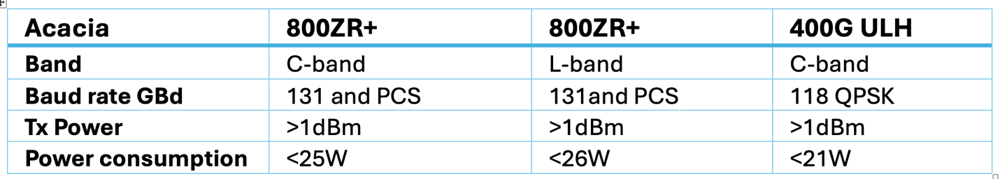 Acacia 800ZR+ 800ZR+ 400G ULH
Band C-band L-band C-band
Baud rate GBd 131 and PCS 131and PCS 118 QPSK
Tx Power >1dBm >1dBm >1dBm
Power consumption <25W <26W <21W